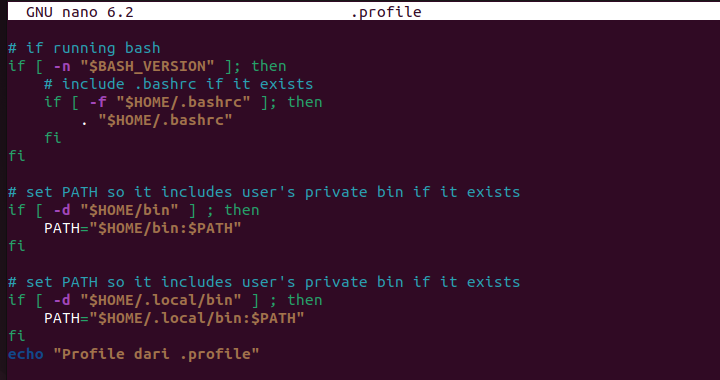 GNU nano 6.2 .profile
# if running bash
if [ -n "$BASH_VERSION" ]; then
    # include .bashrc if it exists
    if [ -f "$HOME/.bashrc" ]; then
        . "$HOME/.bashrc"
    fi
fi
# set PATH so it includes user's private bin if it exists
if [ -d "$HOME/bin" ] ; then
    PATH="$HOME/bin:$PATH"
fi
# set PATH so it includes user's private bin if it exists
if [ -d "$HOME/.local/bin" ] ; then
    PATH="$HOME/.local/bin:$PATH"
fi
echo "Profile dari .profile"